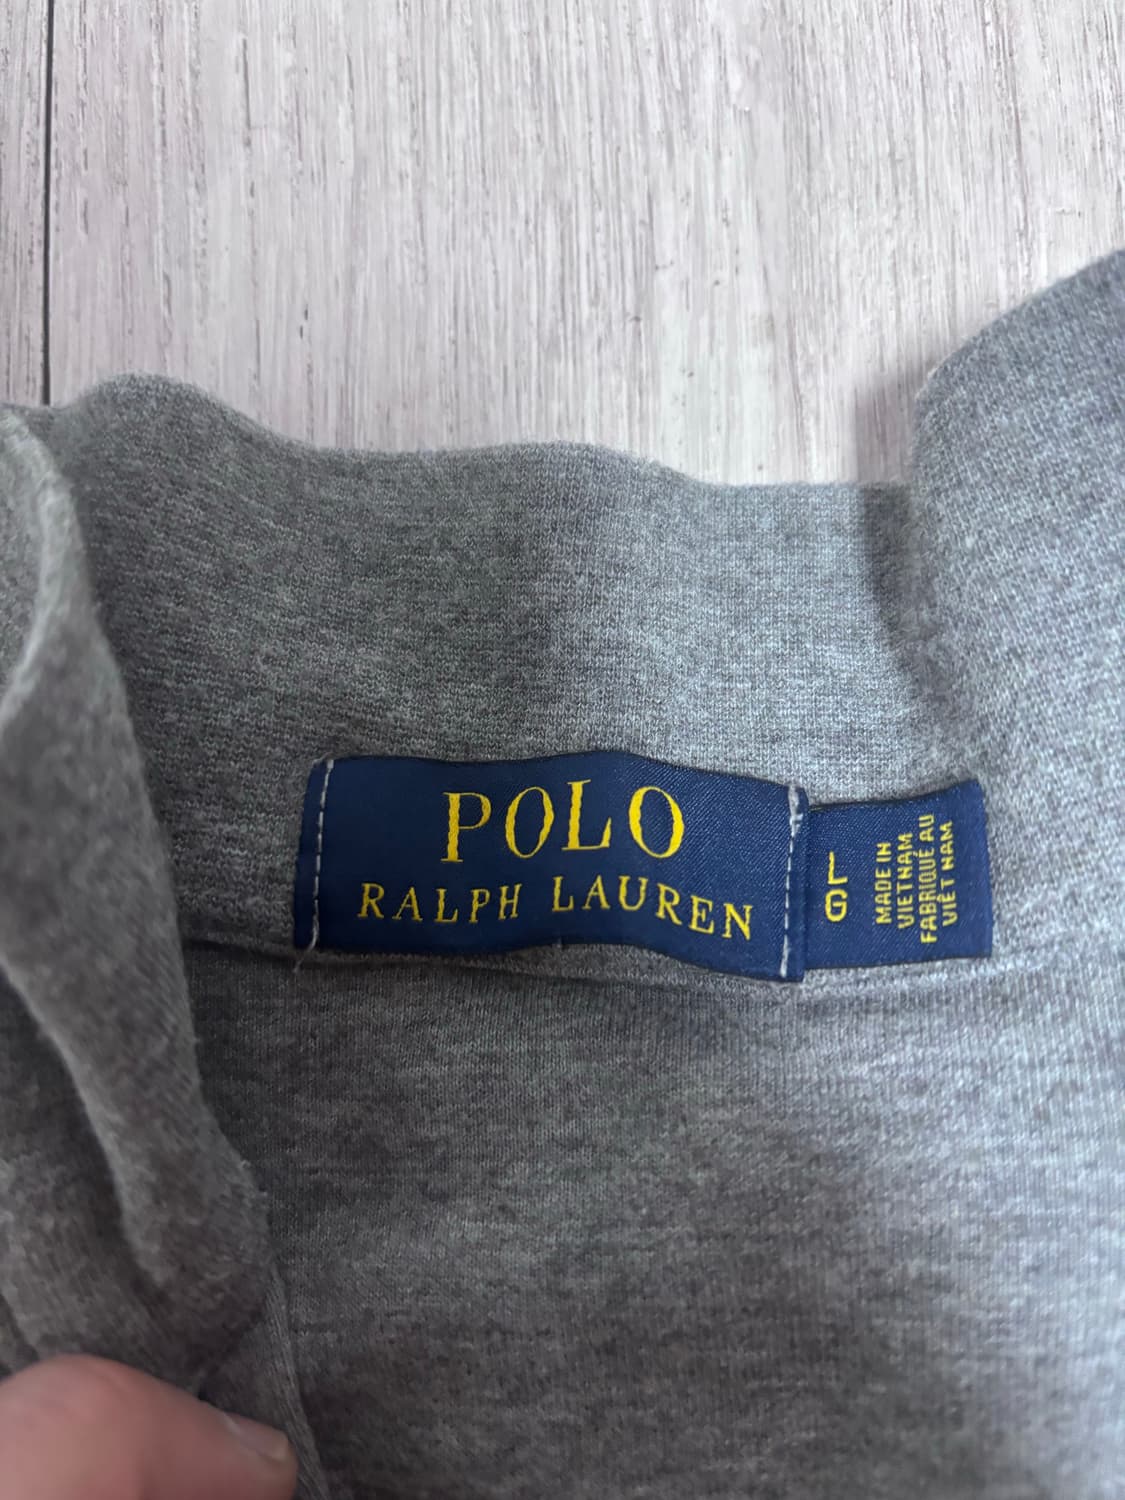 POLO
RALPH LAUREN
L
G
MADE IN
VIETNAM
FABRIQUÉ AU
VIÊT NAM